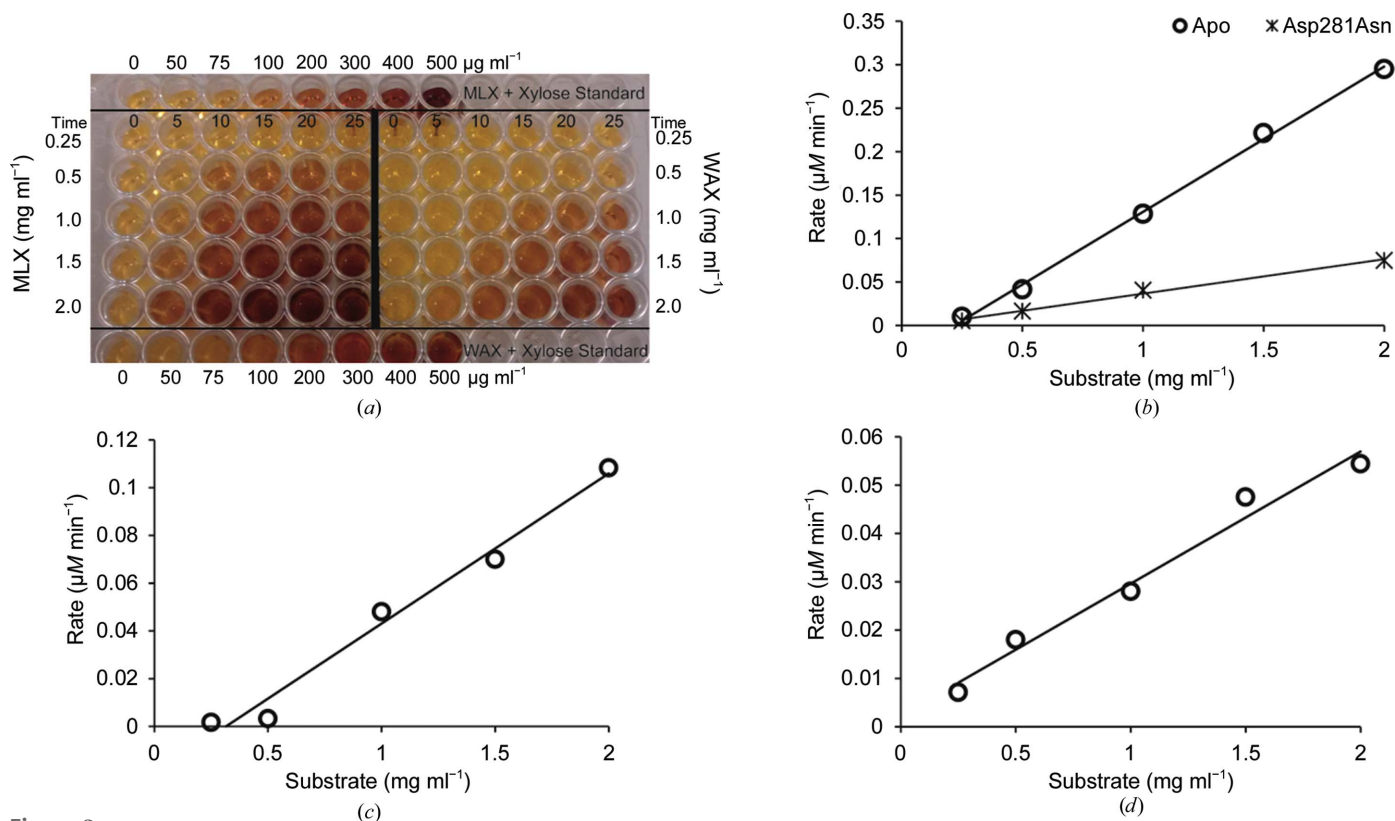 0 50 75 100 200 300 400 500 µg ml⁻¹
MLX + Xylose Standard
Time 0 5 10 15 20 25 0 5 10 15 20 25 Time
0.25 0.25
0.5 0.5
1.0 1.0
1.5 1.5
2.0 2.0
MLX (mg ml⁻¹)
WAX (mg ml⁻¹)
WAX + Xylose Standard
0 50 75 100 200 300 400 500 µg ml⁻¹
(a)
Apo Asp281Asn
0.35
0.3
0.25
0.2
0.15
0.1
0.05
0
Rate (µM min⁻¹)
0 0.5 1 1.5 2
Substrate (mg ml⁻¹)
(b)
0.12
0.1
0.08
0.06
0.04
0.02
0
Rate (µM min⁻¹)
0 0.5 1 1.5 2
Substrate (mg ml⁻¹)
(c)
0.06
0.05
0.04
0.03
0.02
0.01
0
Rate (µM min⁻¹)
0 0.5 1 1.5 2
Substrate (mg ml⁻¹)
(d)